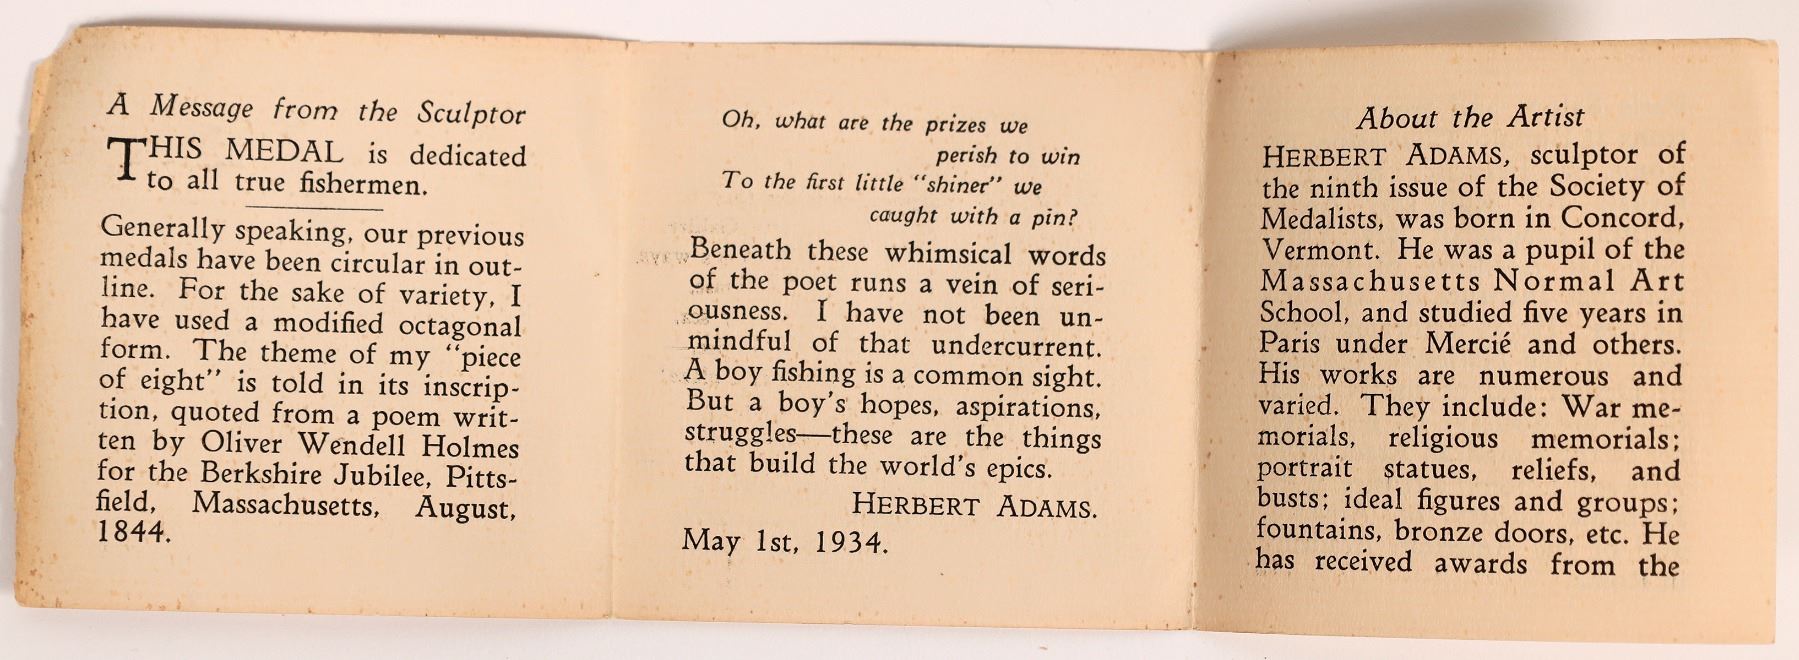 A Message from the Sculptor
THIS MEDAL is dedicated
to all true fishermen.
Generally speaking, our previous
medals have been circular in out-
line. For the sake of variety, I
have used a modified octagonal
form. The theme of my "piece
of eight" is told in its inscrip-
tion, quoted from a poem writ-
ten by Oliver Wendell Holmes
for the Berkshire Jubilee, Pitts-
field, Massachusetts, August,
1844.
Oh, what are the prizes we
perish to win
To the first little "shiner" we
caught with a pin?
Beneath these whimsical words
of the poet runs a vein of seri-
ousness. I have not been un-
mindful of that undercurrent.
A boy fishing is a common sight.
But a boy's hopes, aspirations,
struggles—these are the things
that build the world's epics.
HERBERT ADAMS.
May 1st, 1934.
About the Artist
HERBERT ADAMS, sculptor of
the ninth issue of the Society of
Medalists, was born in Concord,
Vermont. He was a pupil of the
Massachusetts Normal Art
School, and studied five years in
Paris under Mercié and others.
His works are numerous and
varied. They include: War me-
morials, religious memorials;
portrait statues, reliefs, and
busts; ideal figures and groups;
fountains, bronze doors, etc. He
has received awards from the